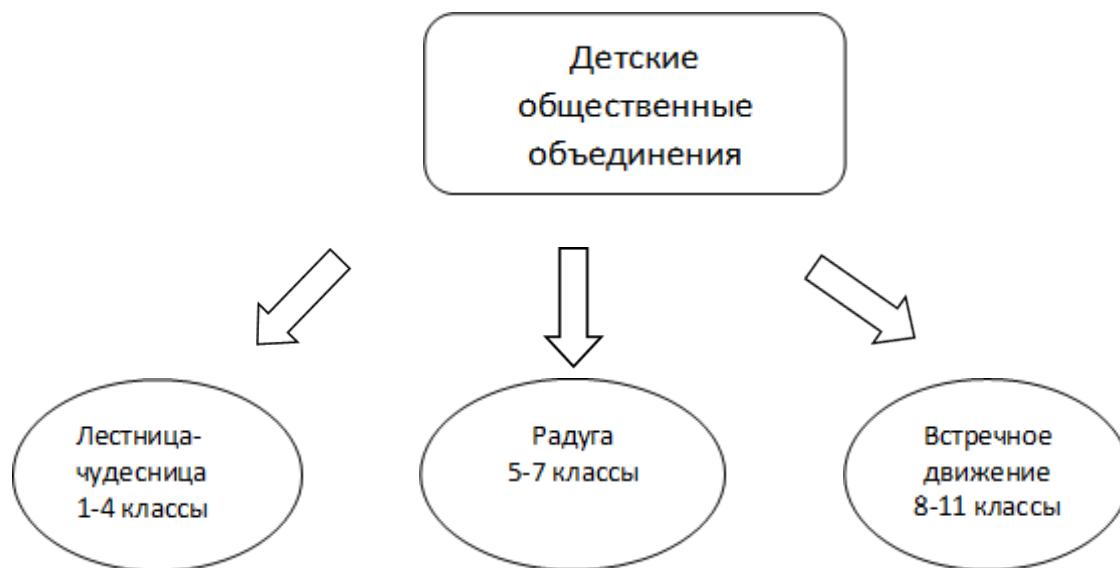 Детские
общественные
объединения
Лестница-
чудесница
1-4 классы
Радуга
5-7 классы
Встречное
движение
8-11 классы